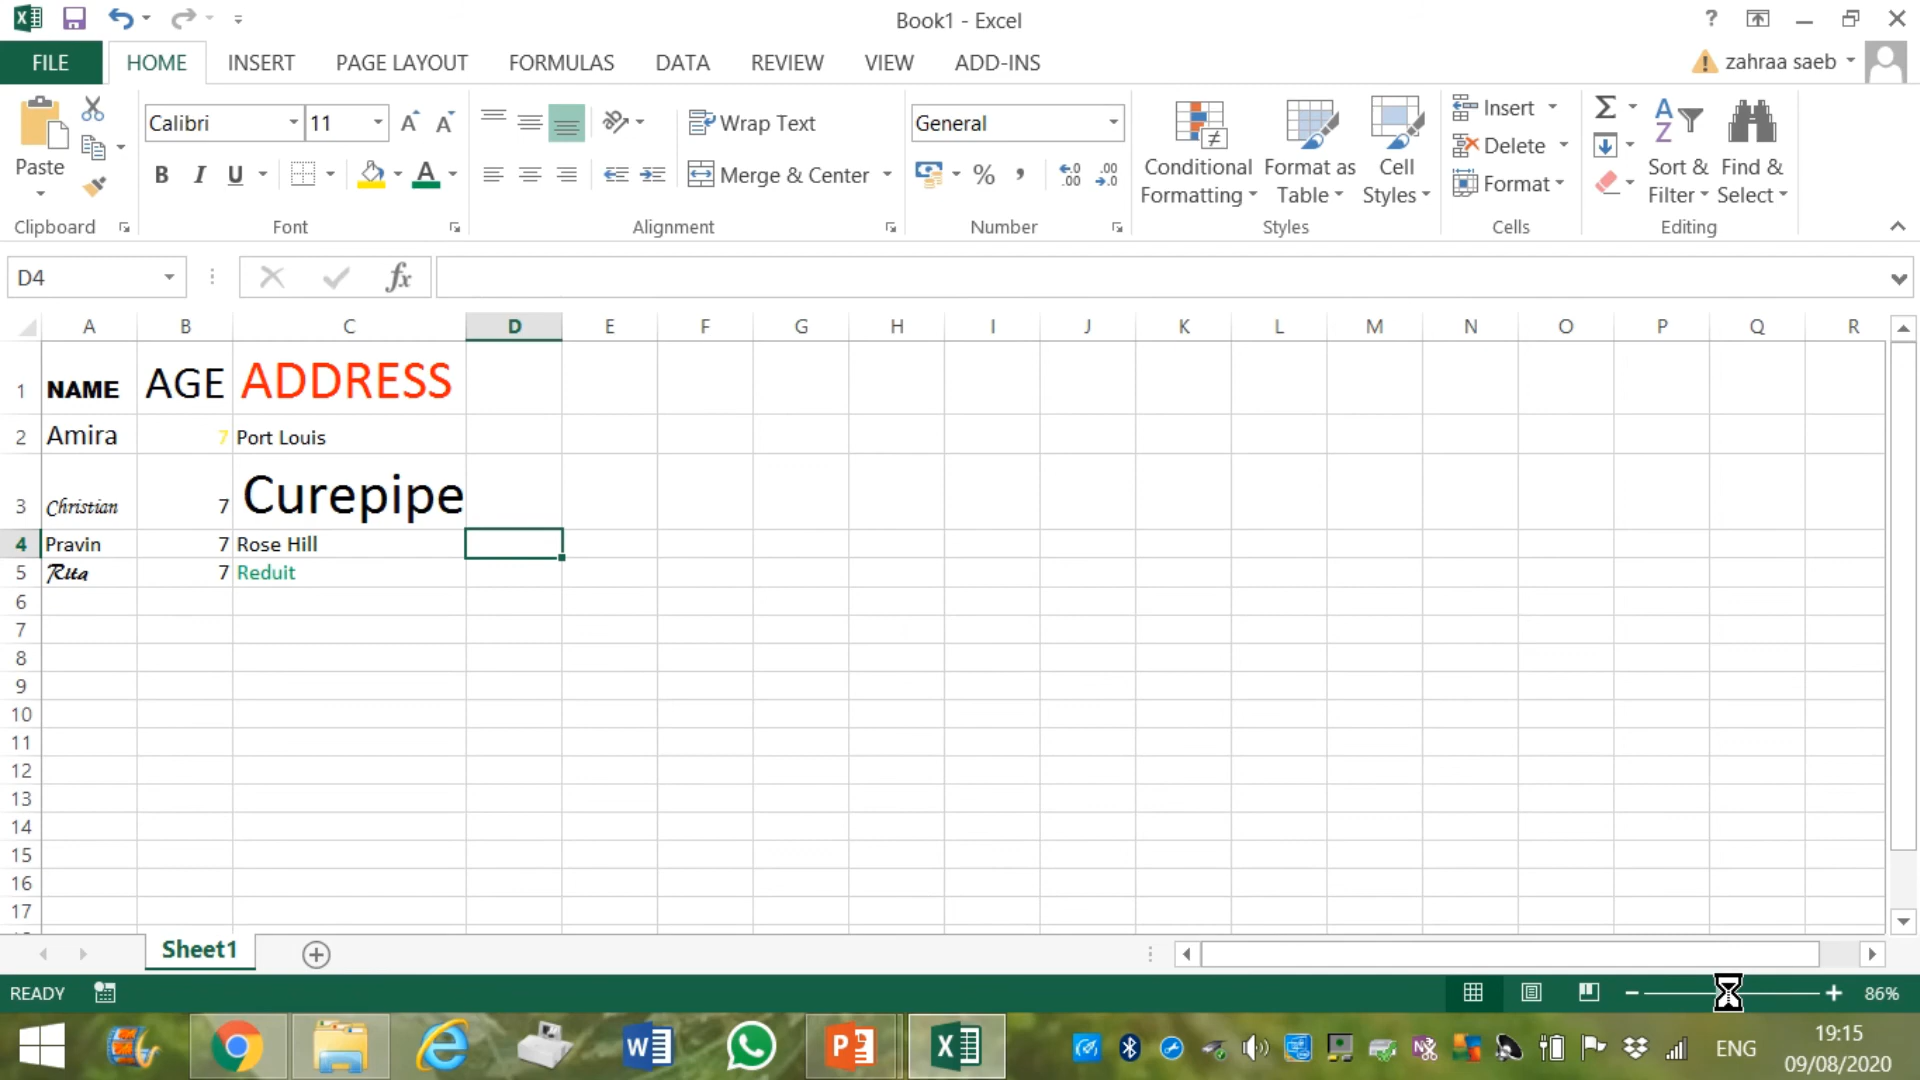 Book1 - Excel
?
FILE HOME INSERT PAGE LAYOUT FORMULAS DATA REVIEW VIEW ADD-INS
zahraa saeb
Paste
Calibri 11
B I U
Wrap Text
Merge & Center
General
%
Conditional Formatting
Format as Table
Cell Styles
Insert
Delete
Format
Sort & Filter
Find & Select
Clipboard Font Alignment Number Styles Cells Editing
D4
fx
A B C D E F G H I J K L M N O P Q R
1 NAME AGE ADDRESS
2 Amira 7 Port Louis
3 Christian 7 Curepipe
4 Pravin 7 Rose Hill
5 Rita 7 Reduit
6
7
8
9
10
11
12
13
14
15
16
17
Sheet1
READY
86%
ENG
19:15
09/08/2020